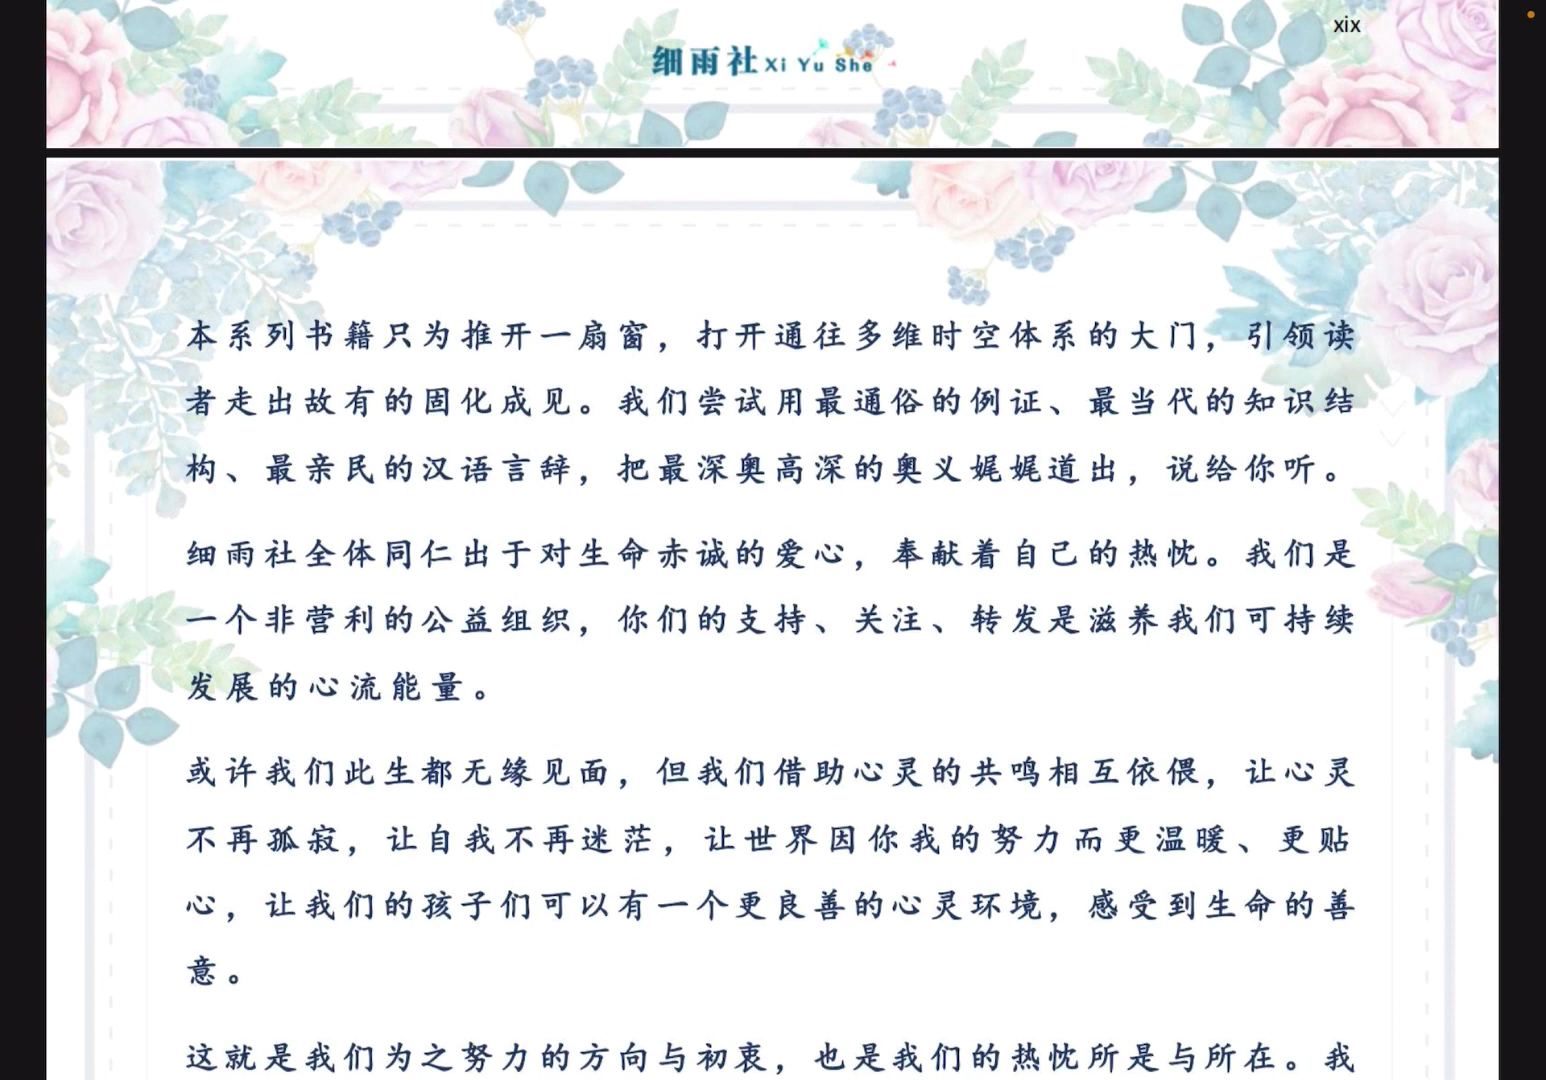 xix
细雨社 Xi Yu She
本系列书籍只为推开一扇窗，打开通往多维时空体系的大门，引领读
者走出故有的固化成见。我们尝试用最通俗的例证、最当代的知识结
构、最亲民的汉语言辞，把最深奥高深的奥义娓娓道出，说给你听。
细雨社全体同仁出于对生命赤诚的爱心，奉献着自己的热忱。我们是
一个非营利的公益组织，你们的支持、关注、转发是滋养我们可持续
发展的心流能量。
或许我们此生都无缘见面，但我们借助心灵的共鸣相互依偎，让心灵
不再孤寂，让自我不再迷茫，让世界因你我的努力而更温暖、更贴
心，让我们的孩子们可以有一个更良善的心灵环境，感受到生命的善
意。
这就是我们为之努力的方向与初衷，也是我们的热忱所是与所在。我